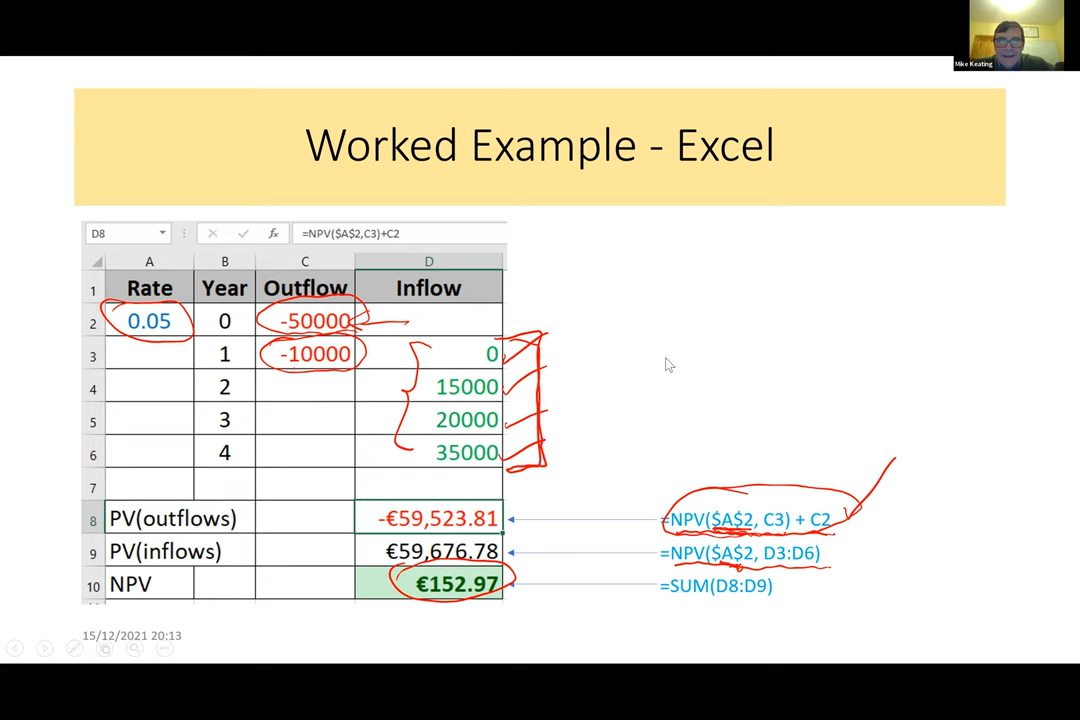 Mike Keating
Worked Example - Excel
D8 fx =NPV($A$2,C3)+C2
A B C D
1 Rate Year Outflow Inflow
2 0.05 0 -50000
3 1 -10000 0
4 2 15000
5 3 20000
6 4 35000
7
8 PV(outflows) -€59,523.81 =NPV($A$2, C3) + C2
9 PV(inflows) €59,676.78 =NPV($A$2, D3:D6)
10 NPV €152.97 =SUM(D8:D9)
15/12/2021 20:13